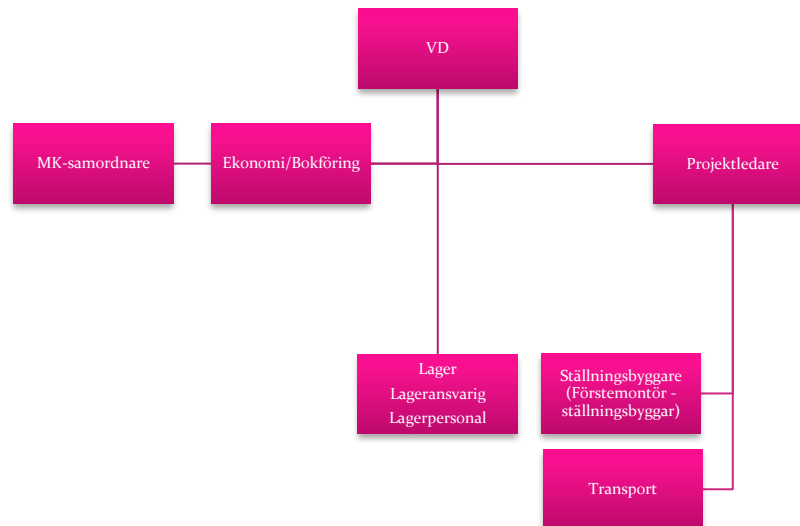 VD
MK-samordnare
Ekonomi/Bokföring
Projektledare
Lager
Lageransvarig
Lagerpersonal
Ställningsbyggare
(Förstemontör -
ställningsbyggar)
Transport